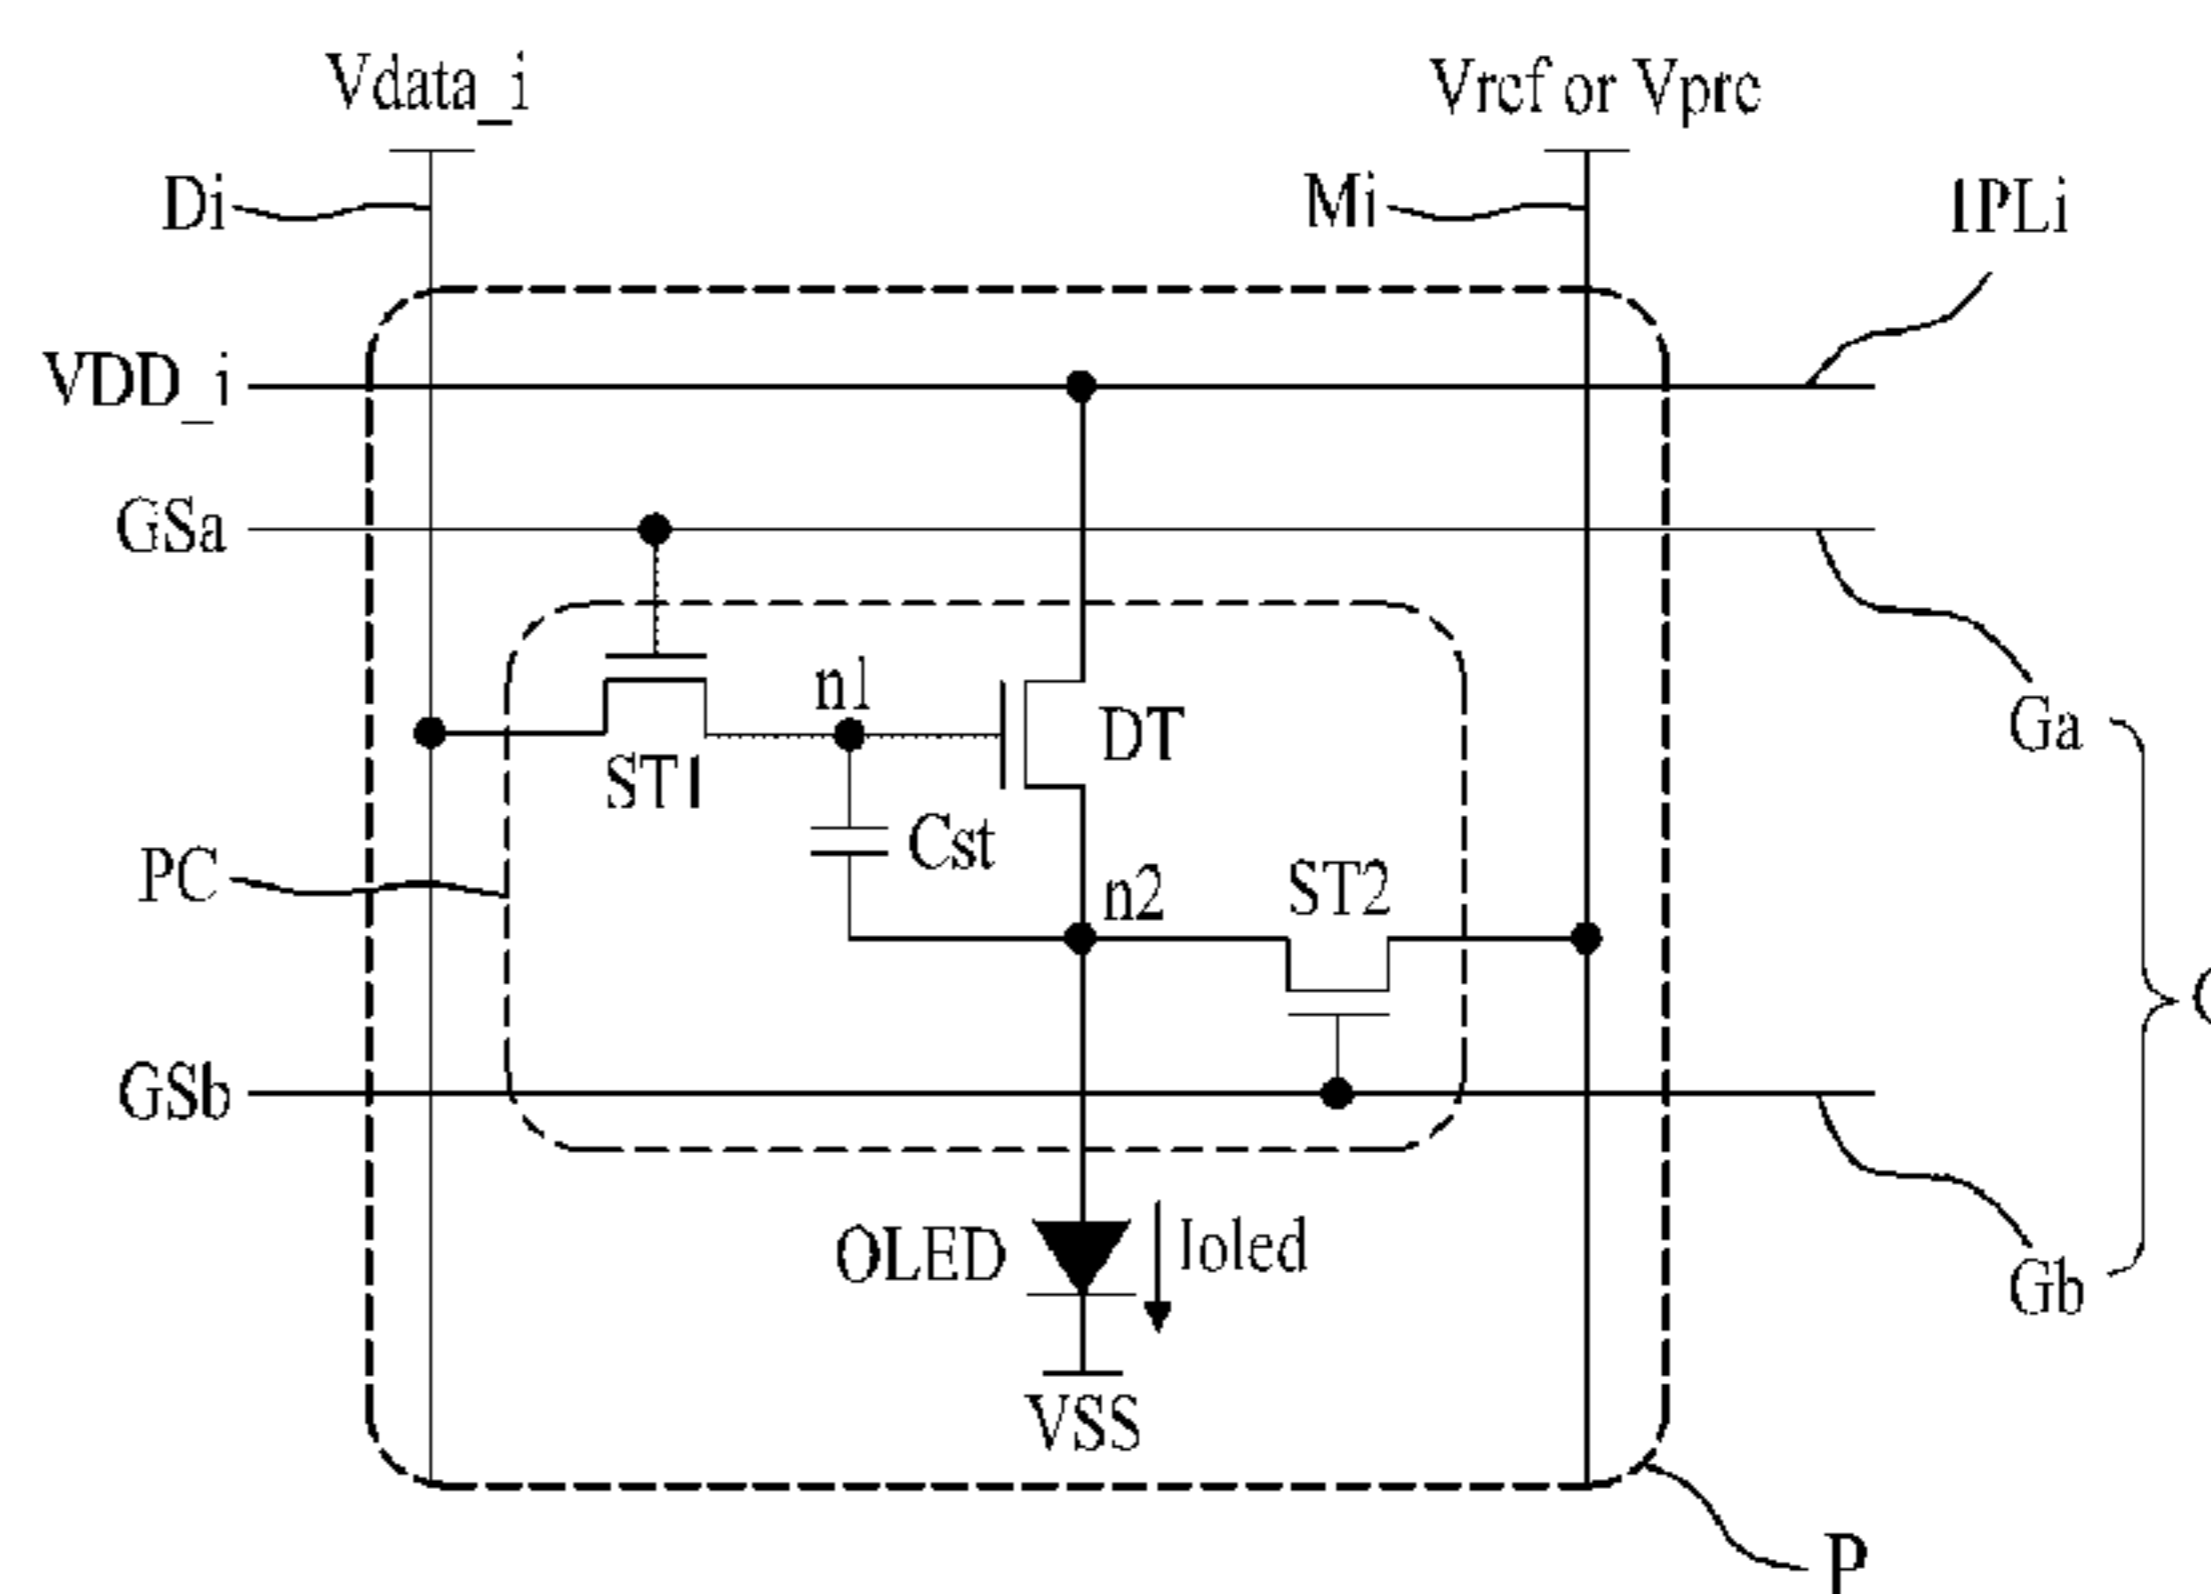 Vdata_i
Vref or Vpre
Di
Mi
IPLi
VDD_i
GSa
n1
DT
Ga
ST1
Cst
PC
n2
ST2
GSb
OLED
Ioled
Gb
VSS
P